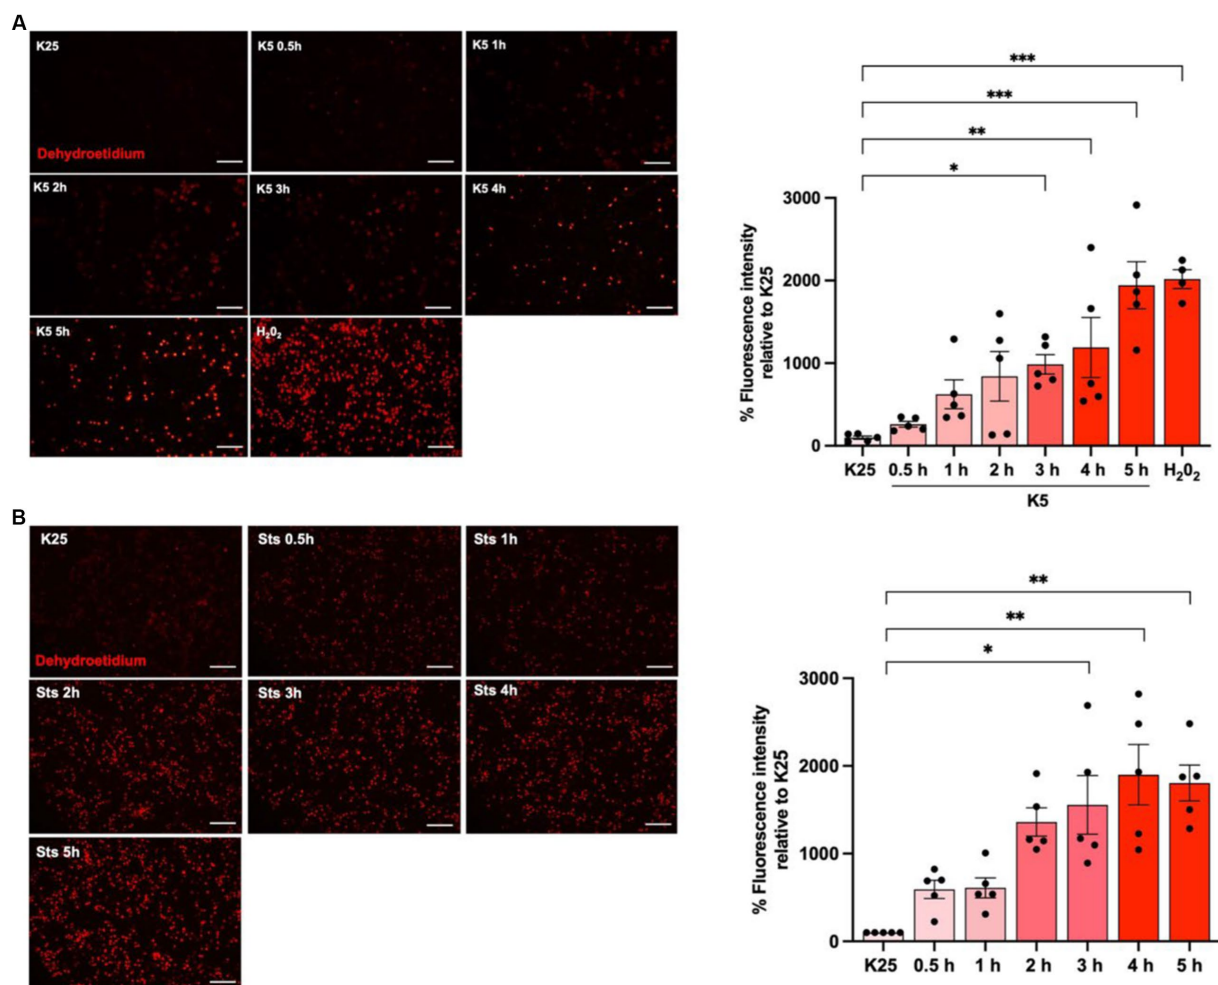 A
K25
K5 0.5h
K5 1h
Dehydroetidium
K5 2h
K5 3h
K5 4h
K5 5h
H₂0₂
***
***
**
*
3000
2000
1000
0
% Fluorescence intensity
relative to K25
K25 0.5 h 1 h 2 h 3 h 4 h 5 h H₂0₂
K5
B
K25
Sts 0.5h
Sts 1h
Dehydroetidium
Sts 2h
Sts 3h
Sts 4h
Sts 5h
**
**
*
3000
2000
1000
0
% Fluorescence intensity
relative to K25
K25 0.5 h 1 h 2 h 3 h 4 h 5 h